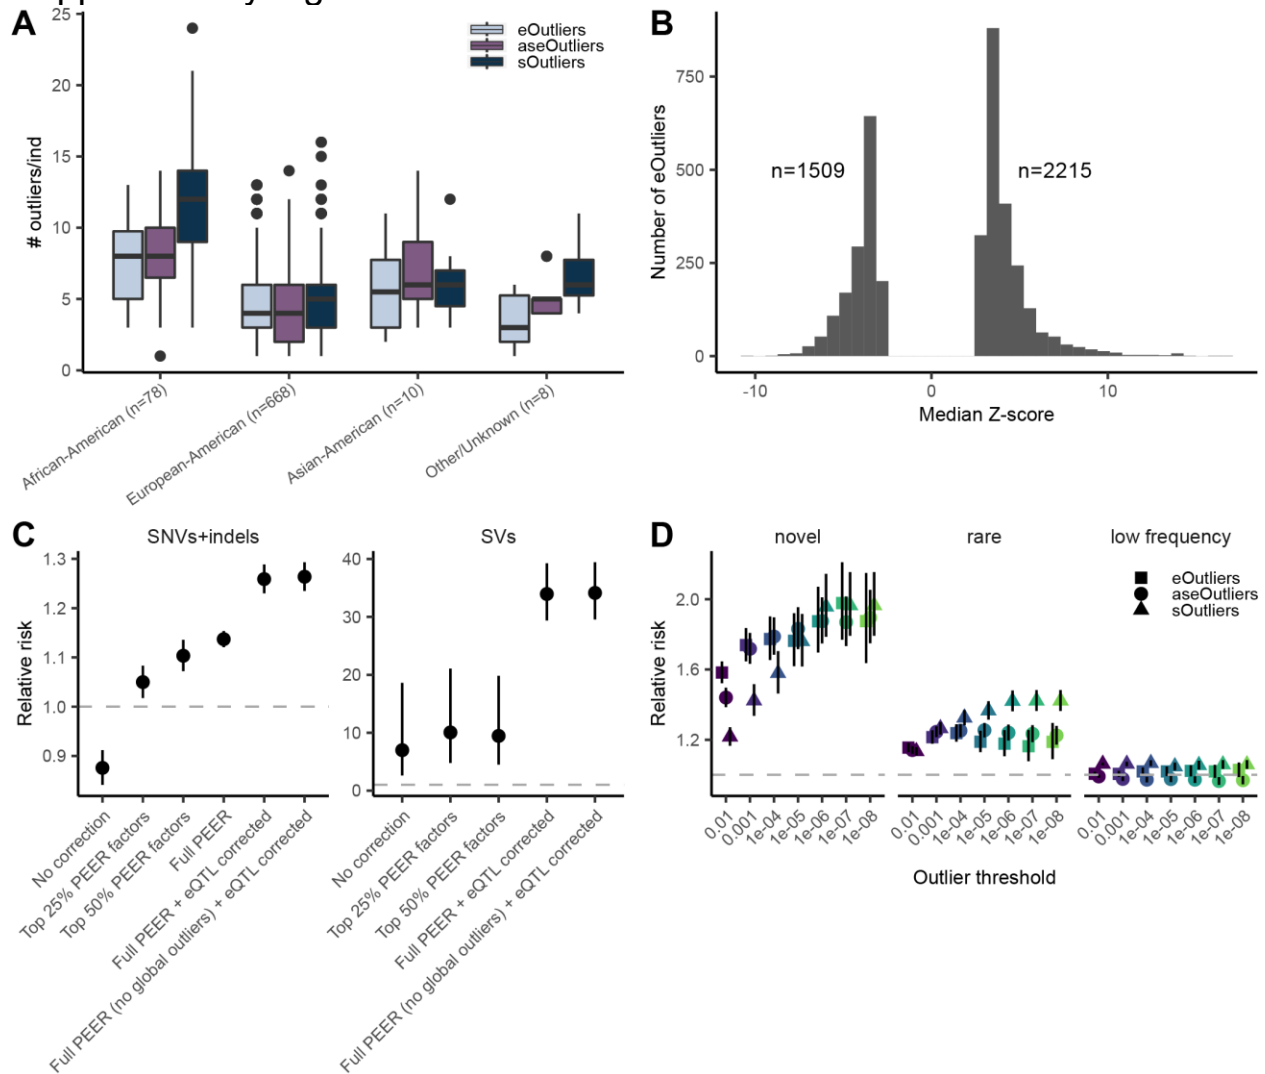 A
25
20
15
10
5
0
# outliers/ind
eOutliers
aseOutliers
sOutliers
African-American (n=78)
European-American (n=668)
Asian-American (n=10)
Other/Unknown (n=8)
B
750
500
250
0
Number of eOutliers
n=1509
n=2215
-10
0
10
Median Z-score
C
SNVs+indels
1.3
1.2
1.1
1.0
0.9
Relative risk
No correction
Top 25% PEER factors
Top 50% PEER factors
Full PEER
Full PEER + eQTL corrected
Full PEER (no global outliers) + eQTL corrected
SVs
40
30
20
10
0
No correction
Top 25% PEER factors
Top 50% PEER factors
Full PEER + eQTL corrected
Full PEER (no global outliers) + eQTL corrected
D
novel
rare
low frequency
eOutliers
aseOutliers
sOutliers
2.0
1.6
1.2
Relative risk
0.01
0.001
1e-04
1e-05
1e-06
1e-07
1e-08
0.01
0.001
1e-04
1e-05
1e-06
1e-07
1e-08
0.01
0.001
1e-04
1e-05
1e-06
1e-07
1e-08
Outlier threshold